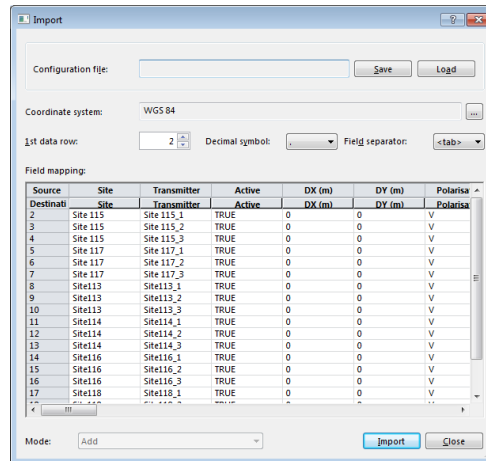 Import
Configuration file: Save Load
Coordinate system: WGS 84 ...
1st data row: 2 Decimal symbol: Field separator: <tab>
Field mapping:
Source Site Transmitter Active DX (m) DY (m) Polarisa
Destinati Site Transmitter Active DX (m) DY (m) Polarisa
2 Site 115 Site 115_1 TRUE 0 0 V
3 Site 115 Site 115_2 TRUE 0 0 V
4 Site 115 Site 115_3 TRUE 0 0 V
5 Site 117 Site 117_1 TRUE 0 0 V
6 Site 117 Site 117_2 TRUE 0 0 V
7 Site 117 Site 117_3 TRUE 0 0 V
8 Site113 Site113_1 TRUE 0 0 V
9 Site113 Site113_2 TRUE 0 0 V
10 Site113 Site113_3 TRUE 0 0 V
11 Site114 Site114_1 TRUE 0 0 V
12 Site114 Site114_2 TRUE 0 0 V
13 Site114 Site114_3 TRUE 0 0 V
14 Site116 Site116_1 TRUE 0 0 V
15 Site116 Site116_2 TRUE 0 0 V
16 Site116 Site116_3 TRUE 0 0 V
17 Site118 Site118_1 TRUE 0 0 V
Mode: Add Import Close